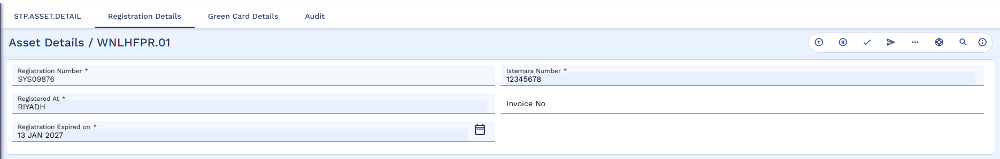 STP.ASSET.DETAIL Registration Details Green Card Details Audit
Asset Details / WNLHFPR.01
Registration Number *
SYS09876
Istemara Number *
12345678
Registered At *
RIYADH
Invoice No
Registration Expired on *
13 JAN 2027